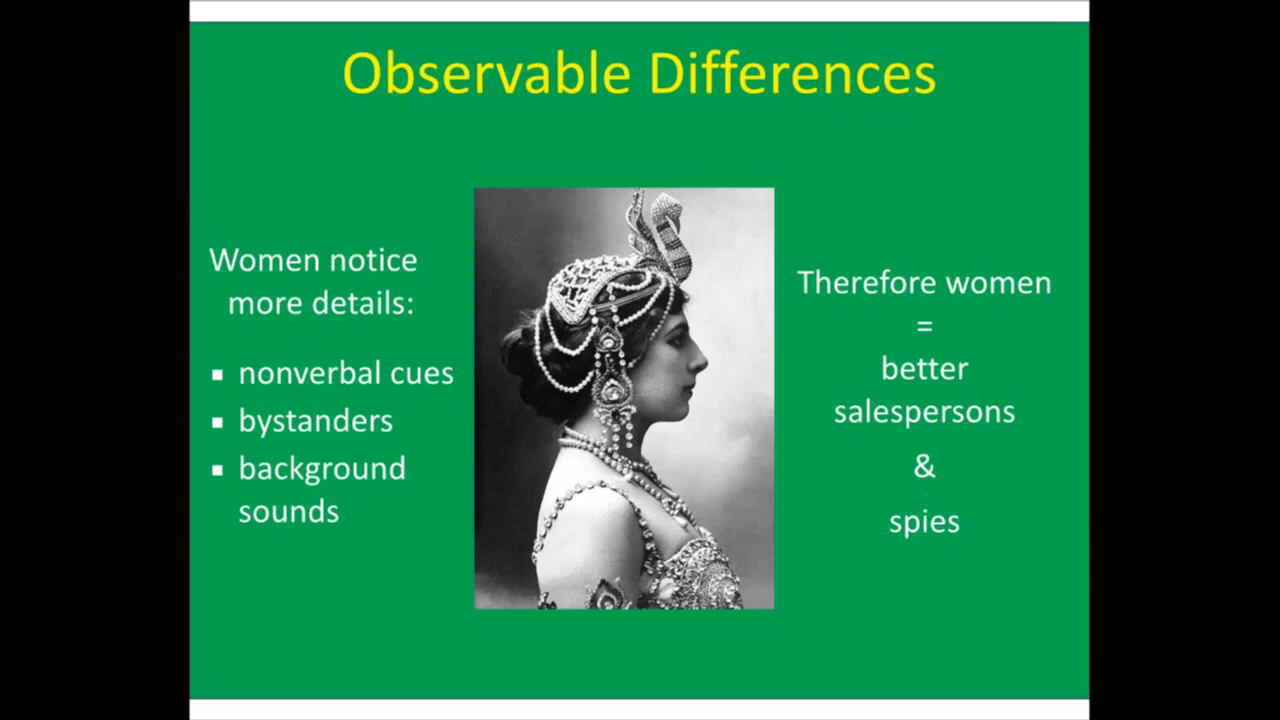 Observable Differences
Women notice
more details:
▪ nonverbal cues
▪ bystanders
▪ background
sounds
Therefore women
=
better
salespersons
&
spies